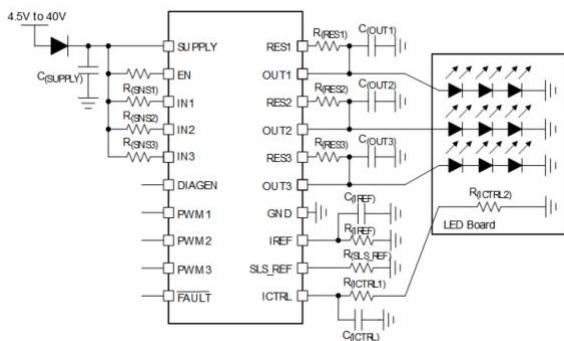 4.5V to 40V
C(SUPPLY)
R(SNS1)
R(SNS2)
R(SNS3)
SUPPLY
EN
IN1
IN2
IN3
DIAGEN
PWM1
PWM2
PWM3
FAULT
RES1
OUT1
RES2
OUT2
RES3
OUT3
GND
IREF
SLS_REF
ICTRL
R(RES1)
C(OUT1)
R(RES2)
C(OUT2)
R(RES3)
C(OUT3)
C(IREF)
R(IREF)
R(SLS_REF)
R(ICTRL1)
C(ICTRL)
R(ICTRL2)
LED Board